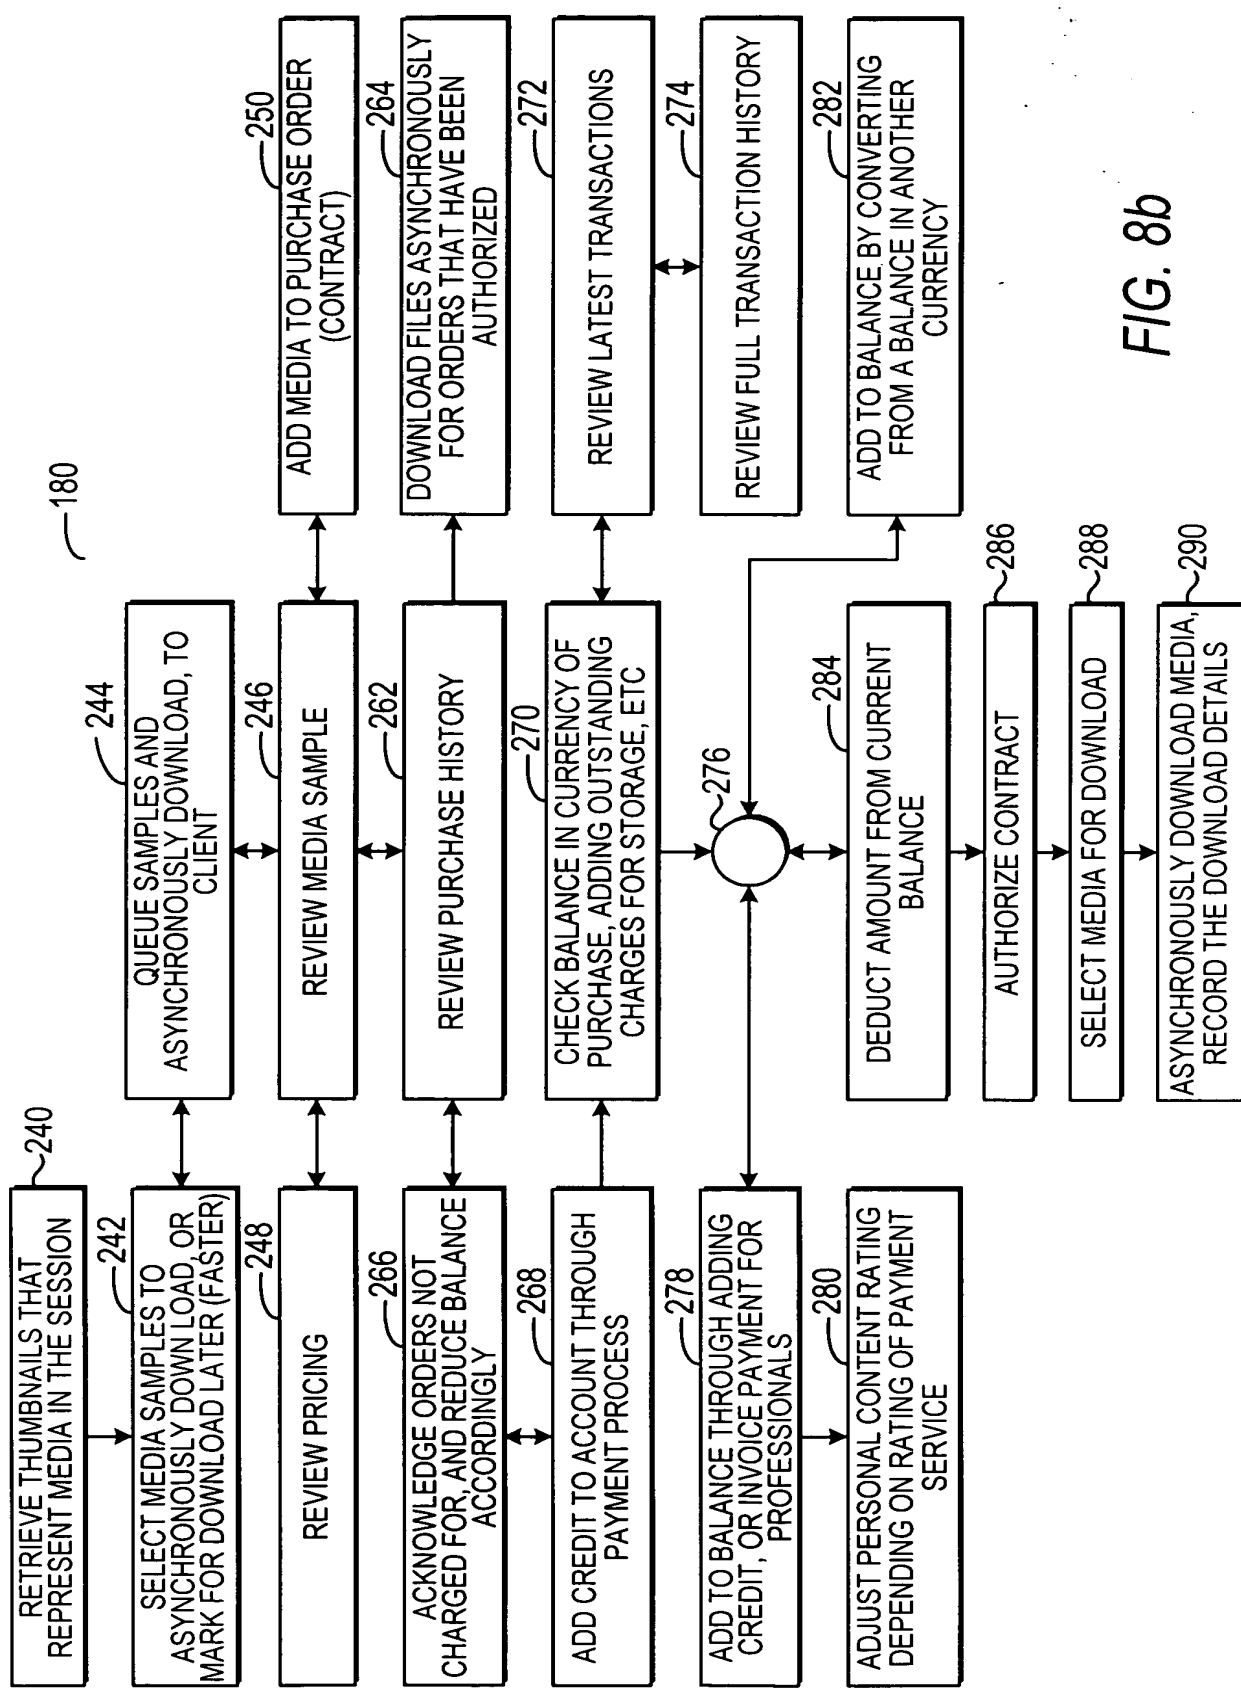 180
240
RETRIEVE THUMBNAILS THAT
REPRESENT MEDIA IN THE SESSION
242
SELECT MEDIA SAMPLES TO
ASYNCHRONOUSLY DOWN LOAD, OR
MARK FOR DOWNLOAD LATER (FASTER)
244
QUEUE SAMPLES AND
ASYNCHRONOUSLY DOWNLOAD, TO
CLIENT
248
REVIEW PRICING
246
REVIEW MEDIA SAMPLE
250
ADD MEDIA TO PURCHASE ORDER
(CONTRACT)
266
ACKNOWLEDGE ORDERS NOT
CHARGED FOR, AND REDUCE BALANCE
ACCORDINGLY
262
REVIEW PURCHASE HISTORY
264
DOWNLOAD FILES ASYNCHRONOUSLY
FOR ORDERS THAT HAVE BEEN
AUTHORIZED
268
ADD CREDIT TO ACCOUNT THROUGH
PAYMENT PROCESS
270
CHECK BALANCE IN CURRENCY OF
PURCHASE, ADDING OUTSTANDING
CHARGES FOR STORAGE, ETC
272
REVIEW LATEST TRANSACTIONS
278
ADD TO BALANCE THROUGH ADDING
CREDIT, OR INVOICE PAYMENT FOR
PROFESSIONALS
276
274
REVIEW FULL TRANSACTION HISTORY
280
ADJUST PERSONAL CONTENT RATING
DEPENDING ON RATING OF PAYMENT
SERVICE
284
DEDUCT AMOUNT FROM CURRENT
BALANCE
282
ADD TO BALANCE BY CONVERTING
FROM A BALANCE IN ANOTHER
CURRENCY
286
AUTHORIZE CONTRACT
288
SELECT MEDIA FOR DOWNLOAD
290
ASYNCHRONOUSLY DOWNLOAD MEDIA,
RECORD THE DOWNLOAD DETAILS
FIG. 8b